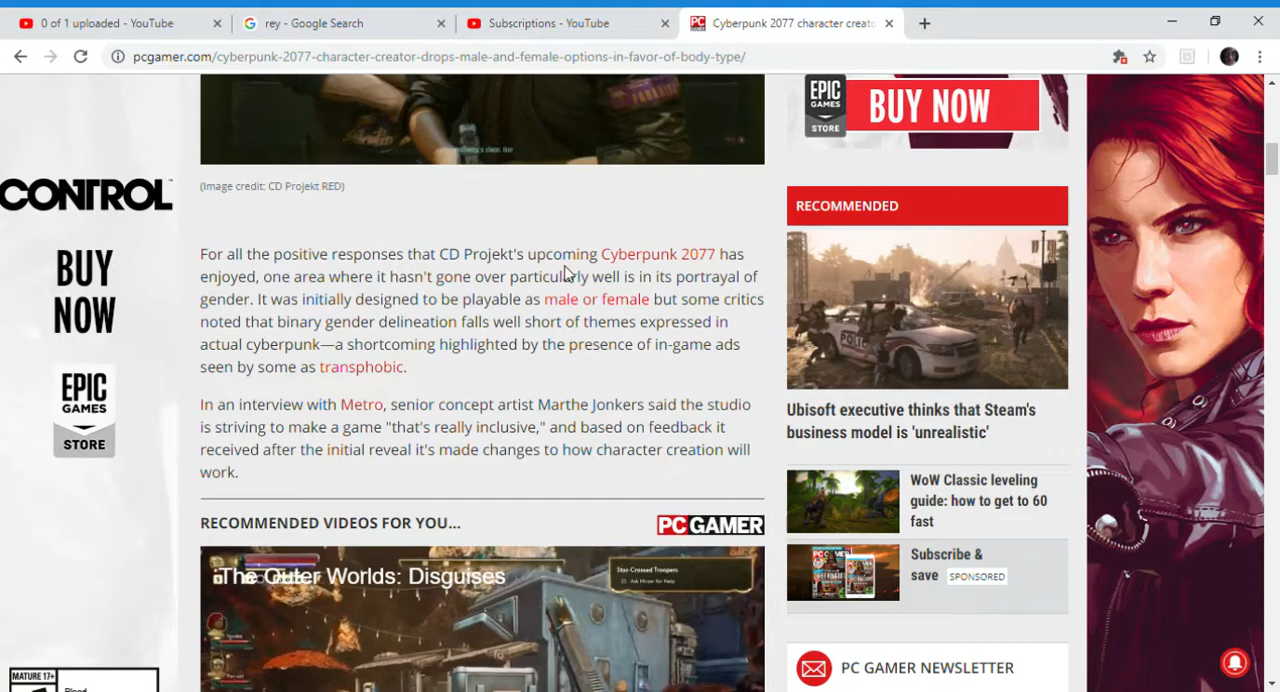 0 of 1 uploaded - YouTube
rey - Google Search
Subscriptions - YouTube
Cyberpunk 2077 character creato
pcgamer.com/cyberpunk-2077-character-creator-drops-male-and-female-options-in-favor-of-body-type/
PARADISE
(Image credit: CD Projekt RED)
For all the positive responses that CD Projekt's upcoming Cyberpunk 2077 has
enjoyed, one area where it hasn't gone over particularly well is in its portrayal of
gender. It was initially designed to be playable as male or female but some critics
noted that binary gender delineation falls well short of themes expressed in
actual cyberpunk—a shortcoming highlighted by the presence of in-game ads
seen by some as transphobic.
In an interview with Metro, senior concept artist Marthe Jonkers said the studio
is striving to make a game "that's really inclusive," and based on feedback it
received after the initial reveal it's made changes to how character creation will
work.
RECOMMENDED VIDEOS FOR YOU...
PC GAMER
The Outer Worlds: Disguises
Star-Crossed Troopers
CONTROL
BUY
NOW
EPIC
GAMES
STORE
MATURE 17+
Blood
EPIC
GAMES
STORE
BUY NOW
RECOMMENDED
POLICE
Ubisoft executive thinks that Steam's
business model is 'unrealistic'
WoW Classic leveling
guide: how to get to 60
fast
Subscribe &
save SPONSORED
PC GAMER NEWSLETTER